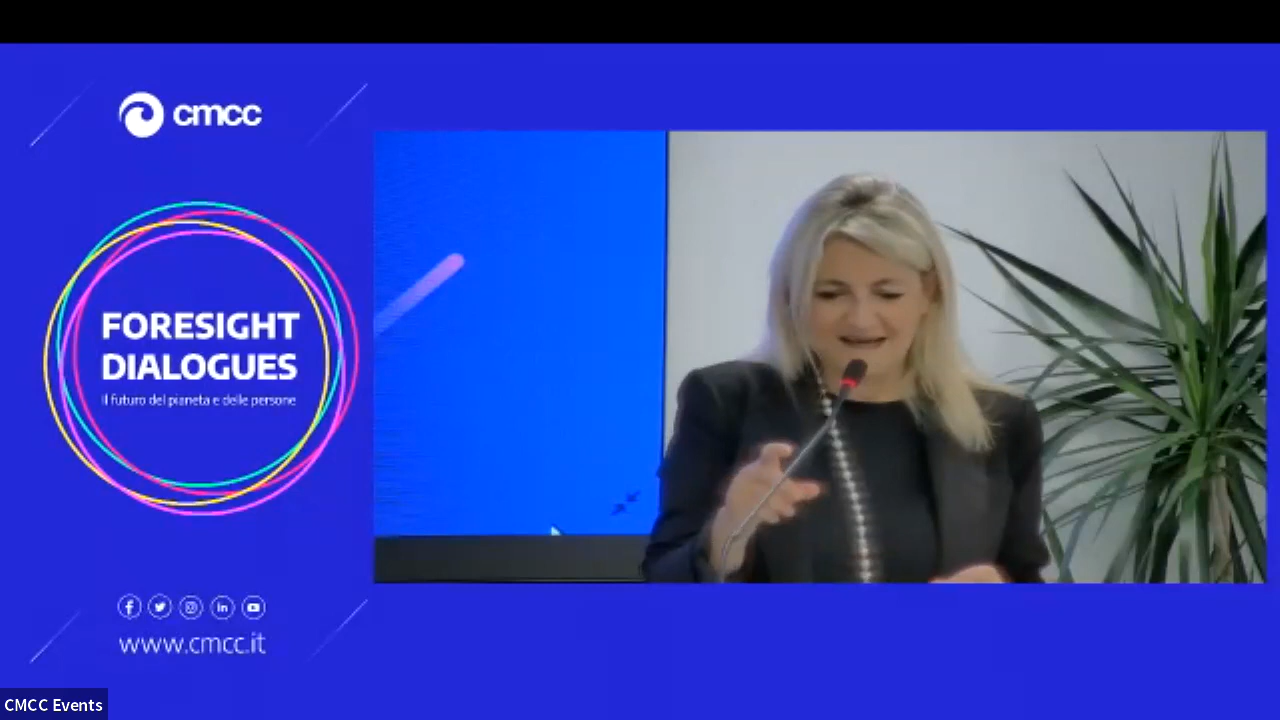 cmcc
FORESIGHT
DIALOGUES
Il futuro del pianeta e delle persone
www.cmcc.it
CMCC Events